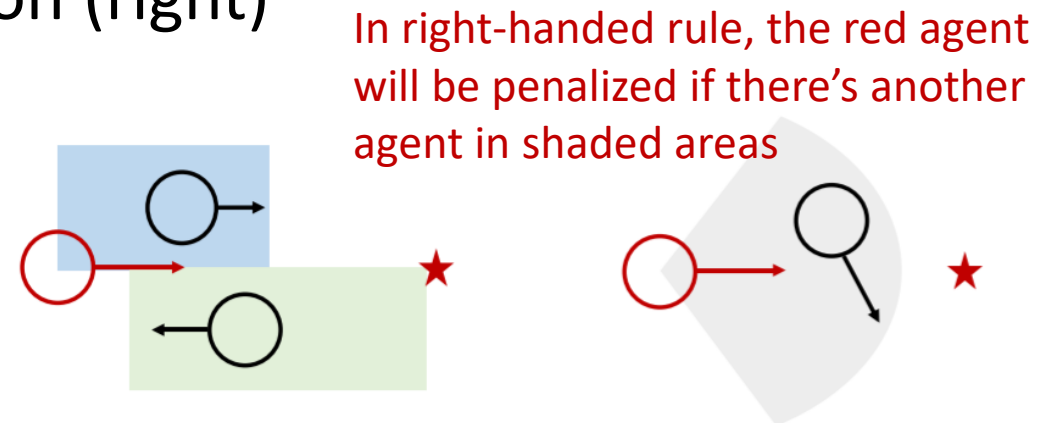 on (right)
In right-handed rule, the red agent
will be penalized if there's another
agent in shaded areas